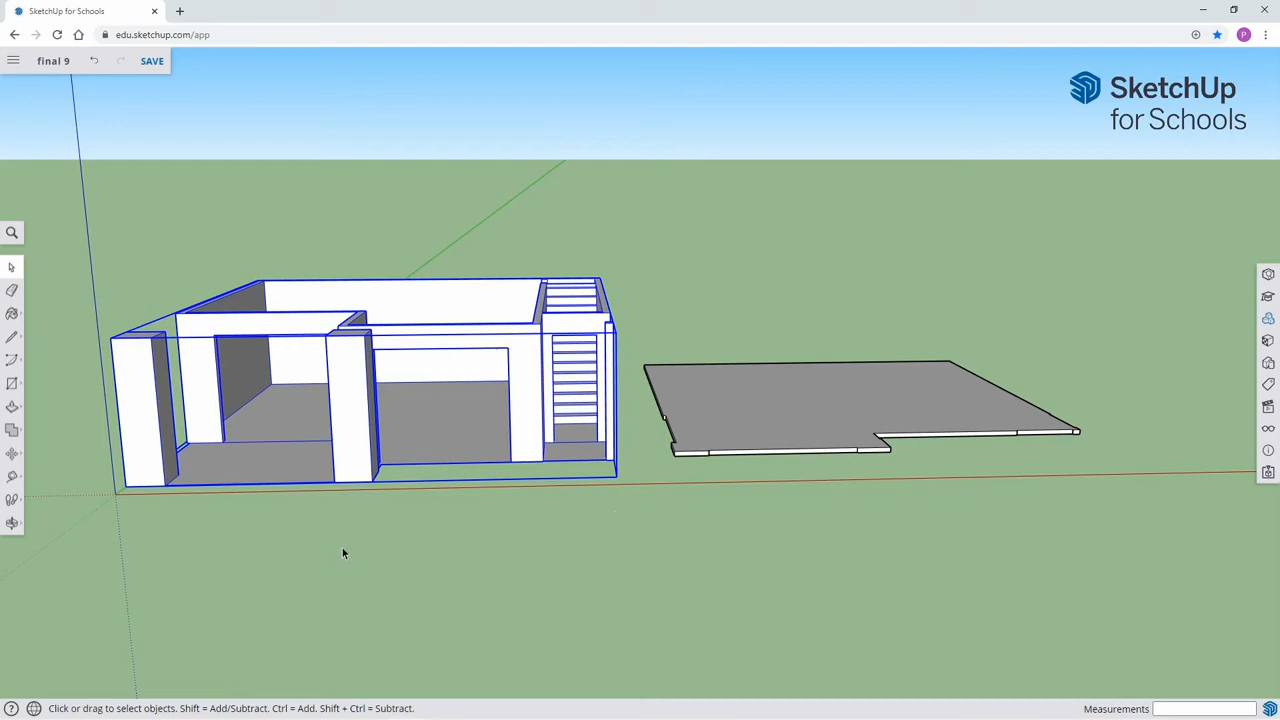 SketchUp for Schools
edu.sketchup.com/app
final 9
SAVE
SketchUp
for Schools
P
Click or drag to select objects. Shift = Add/Subtract. Ctrl = Add. Shift + Ctrl = Subtract.
Measurements